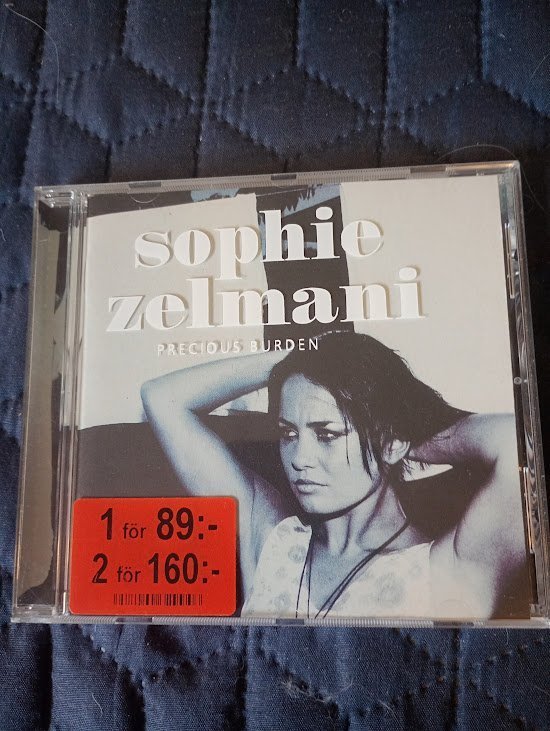 sophie
zelmani
PRECIOUS BURDEN
1 för 89:-
2 för 160:-